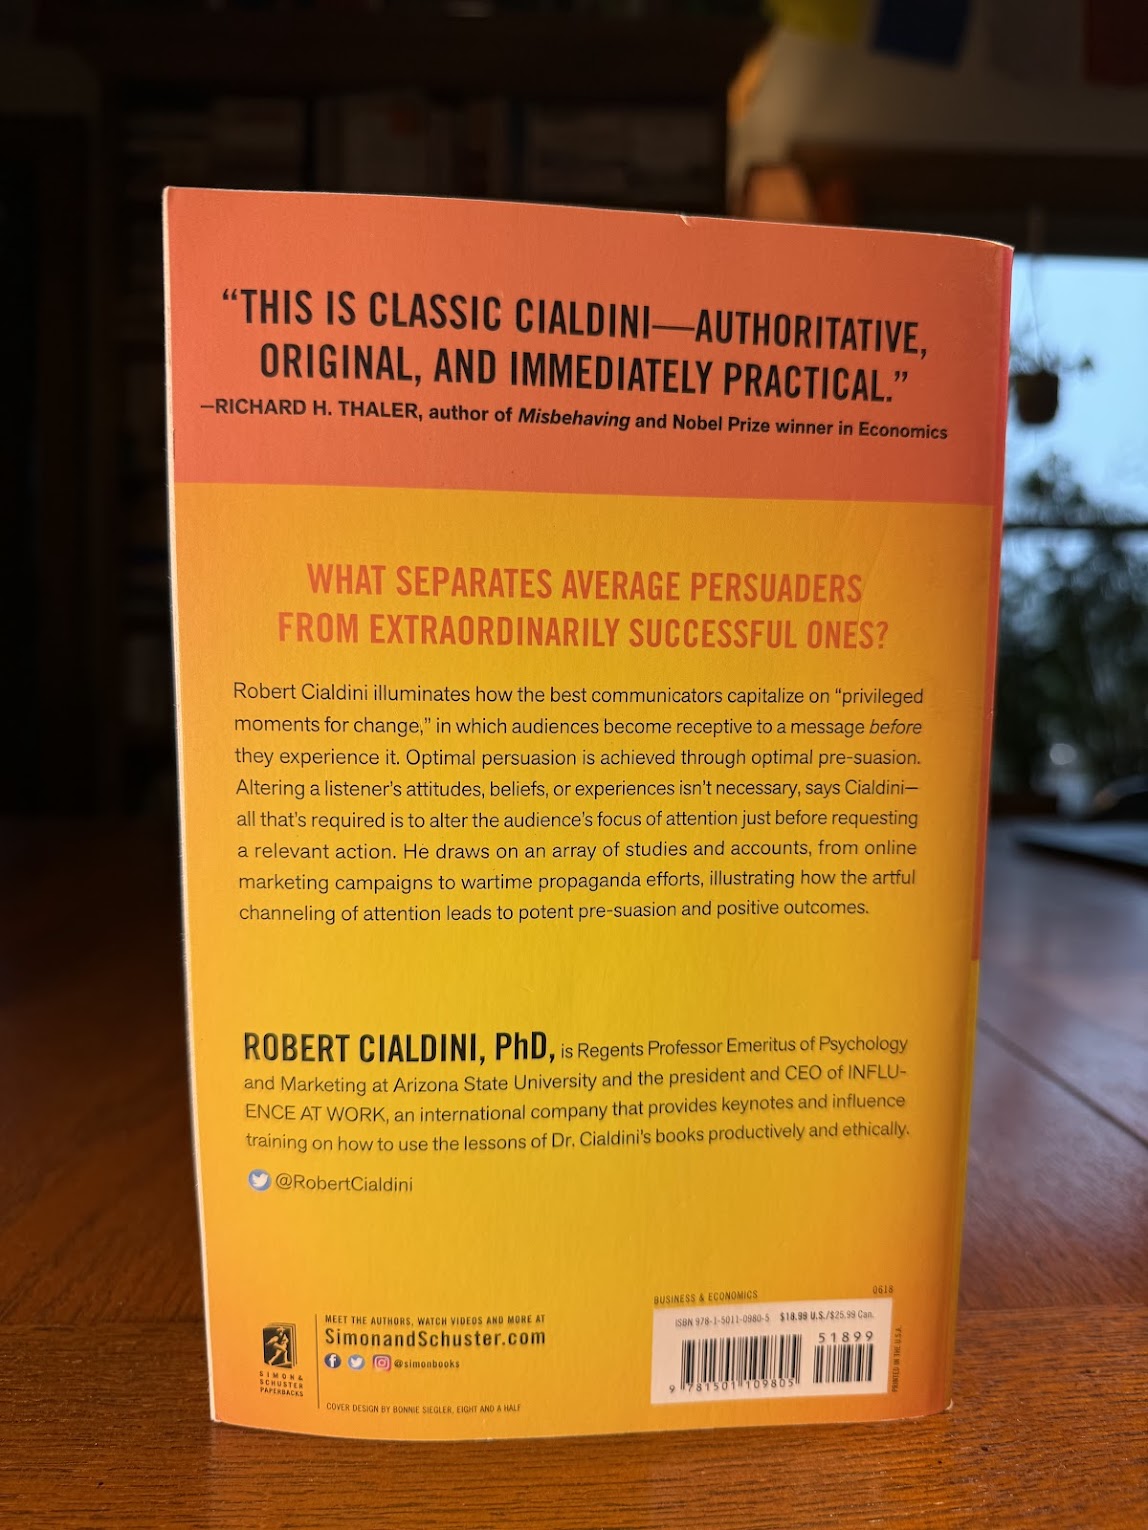 “THIS IS CLASSIC CIALDINI—AUTHORITATIVE,
ORIGINAL, AND IMMEDIATELY PRACTICAL.”
—RICHARD H. THALER, author of Misbehaving and Nobel Prize winner in Economics
WHAT SEPARATES AVERAGE PERSUADERS
FROM EXTRAORDINARILY SUCCESSFUL ONES?
Robert Cialdini illuminates how the best communicators capitalize on “privileged
moments for change,” in which audiences become receptive to a message before
they experience it. Optimal persuasion is achieved through optimal pre-suasion.
Altering a listener’s attitudes, beliefs, or experiences isn’t necessary, says Cialdini—
all that’s required is to alter the audience’s focus of attention just before requesting
a relevant action. He draws on an array of studies and accounts, from online
marketing campaigns to wartime propaganda efforts, illustrating how the artful
channeling of attention leads to potent pre-suasion and positive outcomes.
ROBERT CIALDINI, PhD, is Regents Professor Emeritus of Psychology
and Marketing at Arizona State University and the president and CEO of INFLU-
ENCE AT WORK, an international company that provides keynotes and influence
training on how to use the lessons of Dr. Cialdini’s books productively and ethically.
@RobertCialdini
SIMON &
SCHUSTER
PAPERBACKS
MEET THE AUTHORS, WATCH VIDEOS AND MORE AT
SimonandSchuster.com
@simonbooks
COVER DESIGN BY BONNIE SIEGLER, EIGHT AND A HALF
BUSINESS & ECONOMICS
0618
ISBN 978-1-5011-0980-5 $18.99 U.S./$25.99 Can.
51899
9 781501 109805
PRINTED IN THE U.S.A.